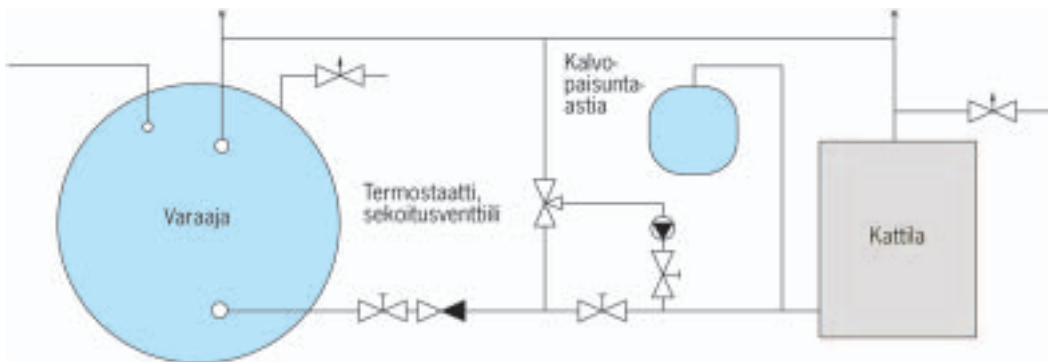 Kalvo-
paisunta-
astia
Termostaatti,
sekoitusventtiili
Varaaja
Kattila